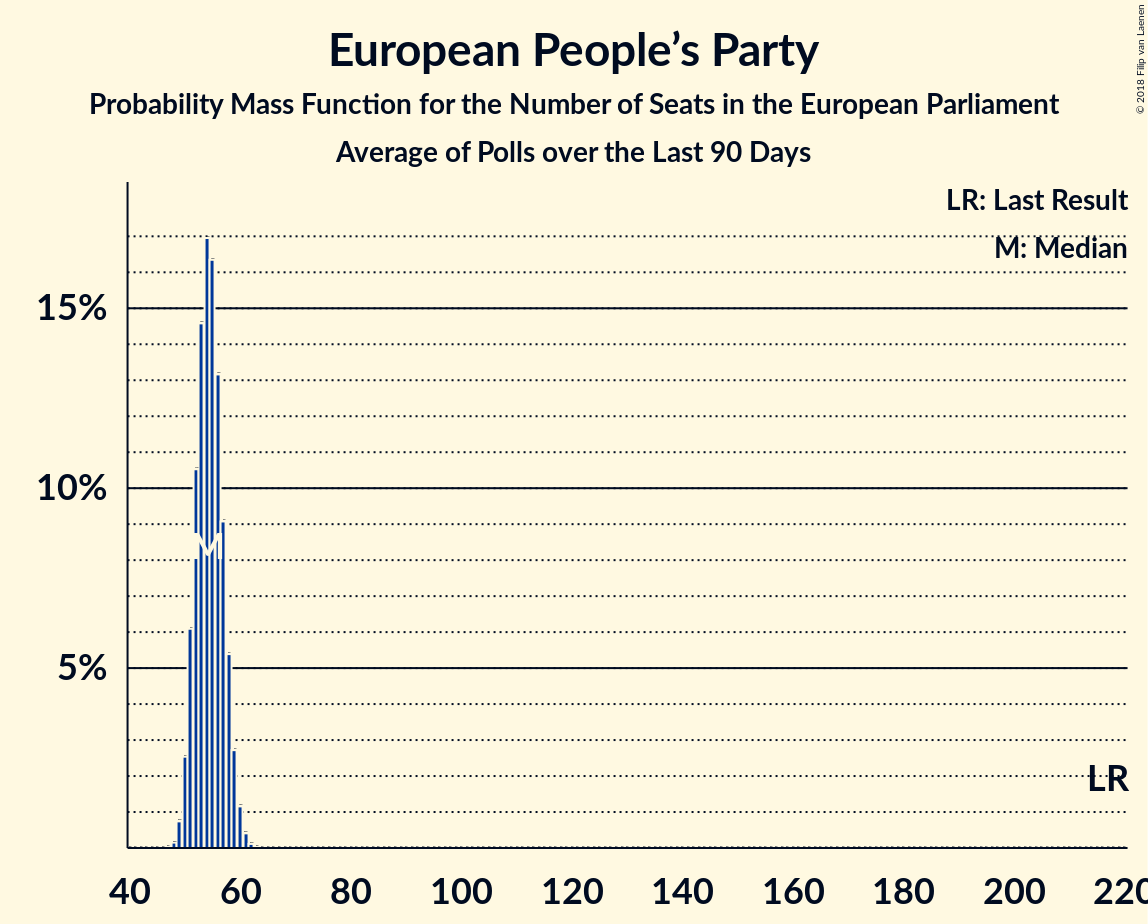 European People’s Party
Probability Mass Function for the Number of Seats in the European Parliament
Average of Polls over the Last 90 Days
© 2018 Filip van Laenen
LR: Last Result
M: Median
15%
10%
5%
M
LR
40 60 80 100 120 140 160 180 200 220